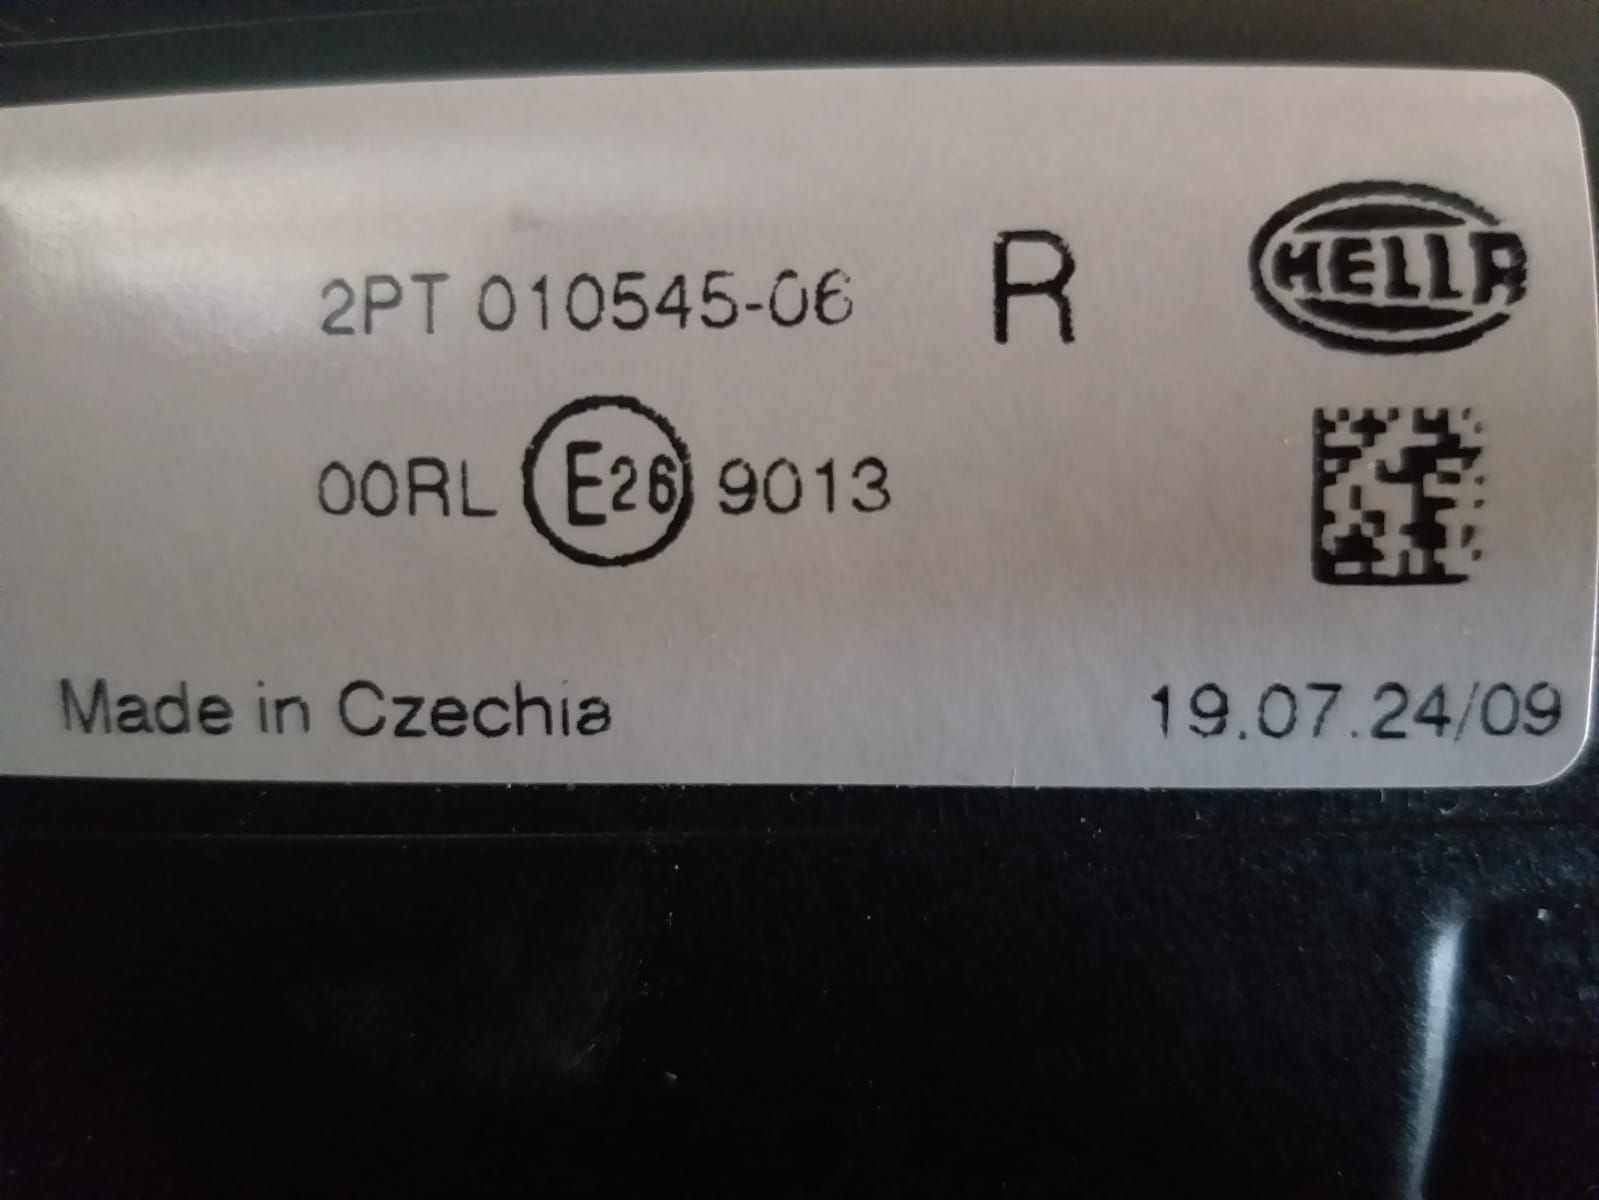 2PT 010545-06 R HELLA
00RL E26 9013
Made in Czechia 19.07.24/09